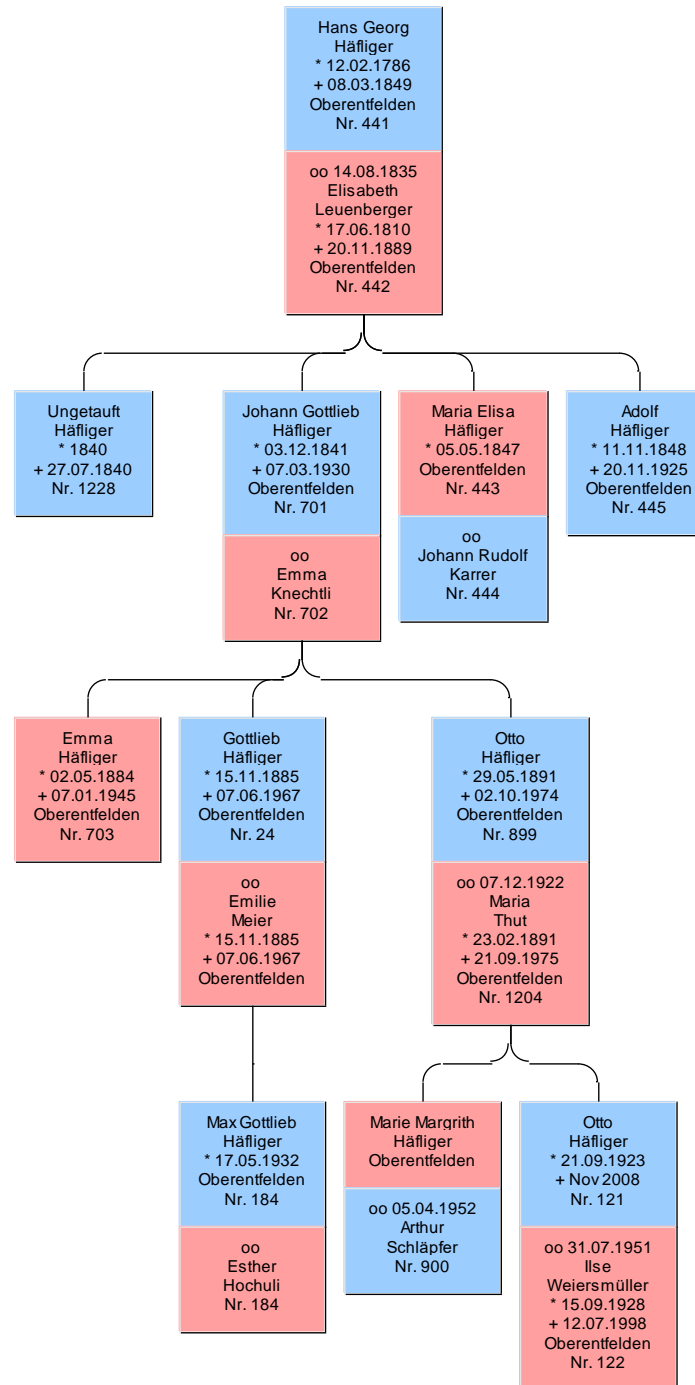 Hans Georg
Häfliger
* 12.02.1786
+ 08.03.1849
Oberentfelden
Nr. 441
oo 14.08.1835
Elisabeth
Leuenberger
* 17.06.1810
+ 20.11.1889
Oberentfelden
Nr. 442
Ungetauft
Häfliger
* 1840
+ 27.07.1840
Nr. 1228
Johann Gottlieb
Häfliger
* 03.12.1841
+ 07.03.1930
Oberentfelden
Nr. 701
oo
Emma
Knechtli
Nr. 702
Maria Elisa
Häfliger
* 05.05.1847
Oberentfelden
Nr. 443
oo
Johann Rudolf
Karrer
Nr. 444
Adolf
Häfliger
* 11.11.1848
+ 20.11.1925
Oberentfelden
Nr. 445
Emma
Häfliger
* 02.05.1884
+ 07.01.1945
Oberentfelden
Nr. 703
Gottlieb
Häfliger
* 15.11.1885
+ 07.06.1967
Oberentfelden
Nr. 24
oo
Emilie
Meier
* 15.11.1885
+ 07.06.1967
Oberentfelden
Otto
Häfliger
* 29.05.1891
+ 02.10.1974
Oberentfelden
Nr. 899
oo 07.12.1922
Maria
Thut
* 23.02.1891
+ 21.09.1975
Oberentfelden
Nr. 1204
Max Gottlieb
Häfliger
* 17.05.1932
Oberentfelden
Nr. 184
oo
Esther
Hochuli
Nr. 184
Marie Margrith
Häfliger
Oberentfelden
oo 05.04.1952
Arthur
Schläpfer
Nr. 900
Otto
Häfliger
* 21.09.1923
+ Nov 2008
Nr. 121
oo 31.07.1951
Ilse
Weiersmüller
* 15.09.1928
+ 12.07.1998
Oberentfelden
Nr. 122